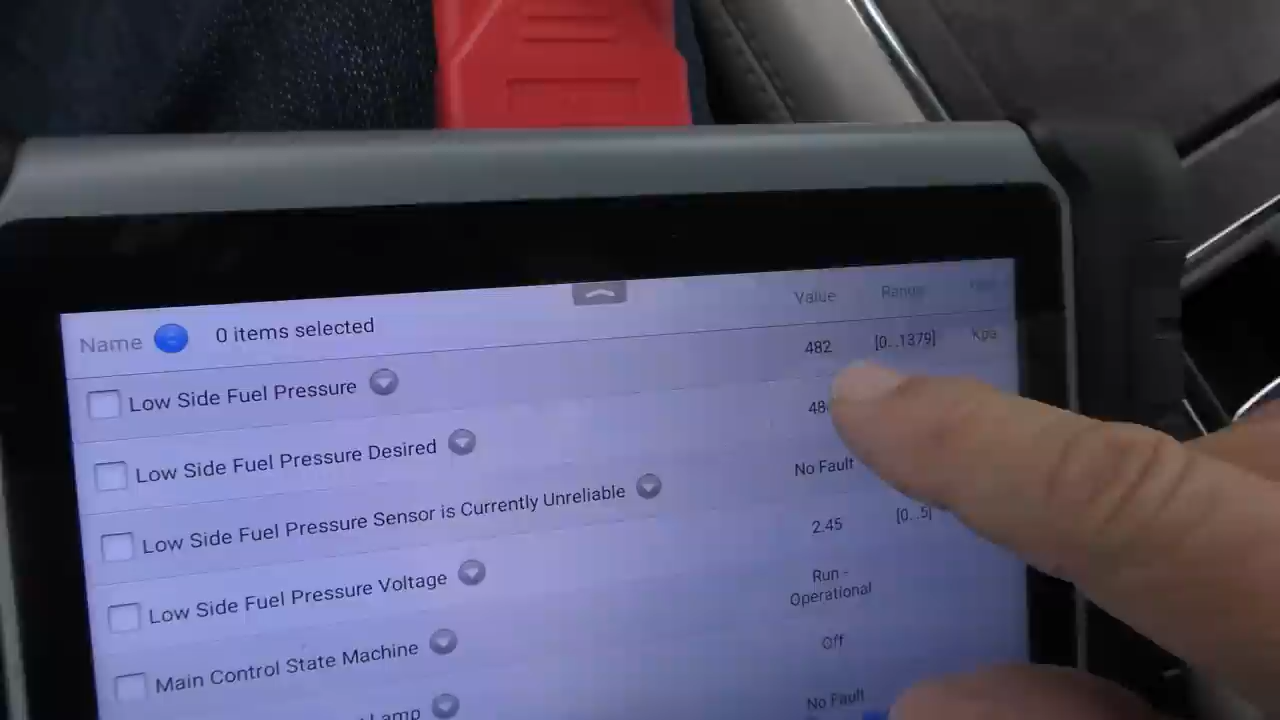 Name 0 items selected Value Range
Low Side Fuel Pressure 482 [0..1379] Kpa
Low Side Fuel Pressure Desired 48
Low Side Fuel Pressure Sensor is Currently Unreliable No Fault
Low Side Fuel Pressure Voltage 2.45 [0..5]
Main Control State Machine Run - Operational
Lamp Off
No Fault